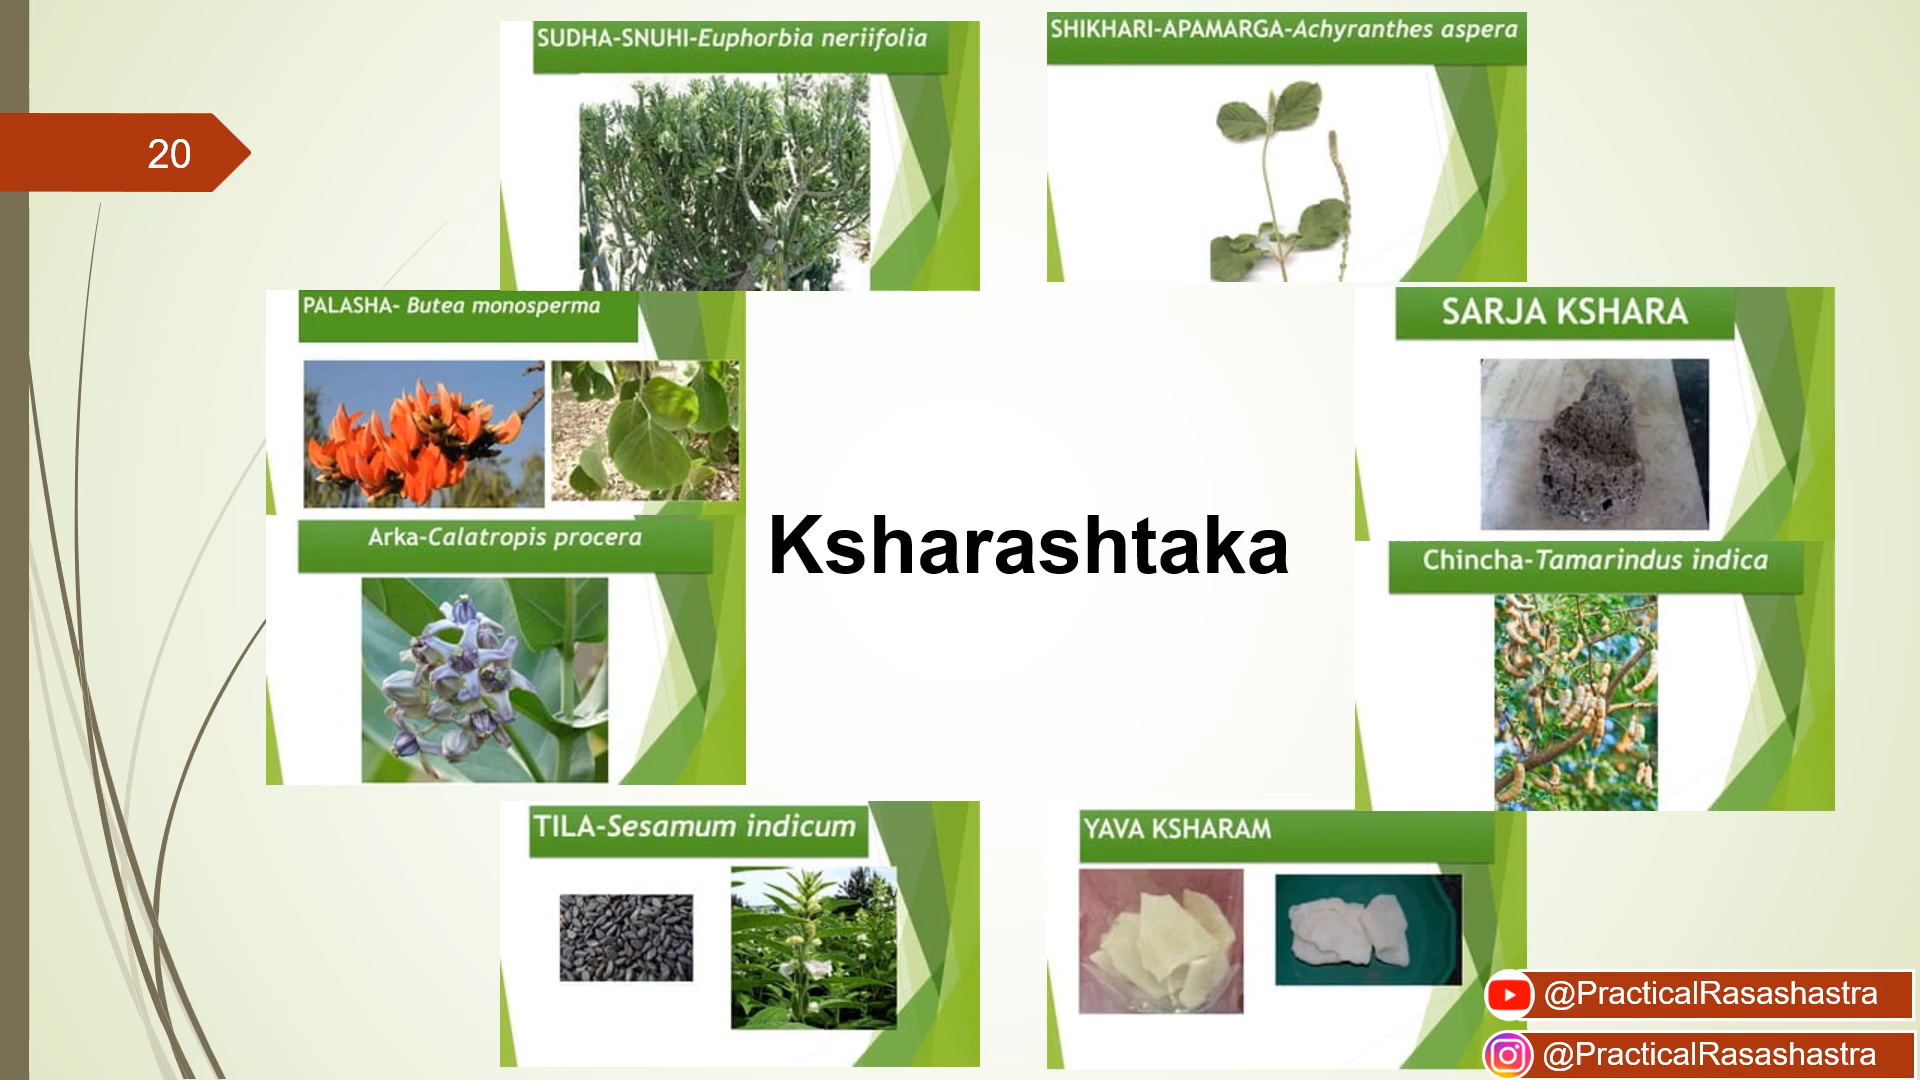 20
SUDHA-SNUHI-Euphorbia neriifolia
SHIKHARI-APAMARGA-Achyranthes aspera
PALASHA- Butea monosperma
SARJA KSHARA
Arka-Calatropis procera
Ksharashtaka
Chincha-Tamarindus indica
TILA-Sesamum indicum
YAVA KSHARAM
@PracticalRasashastra
@PracticalRasashastra